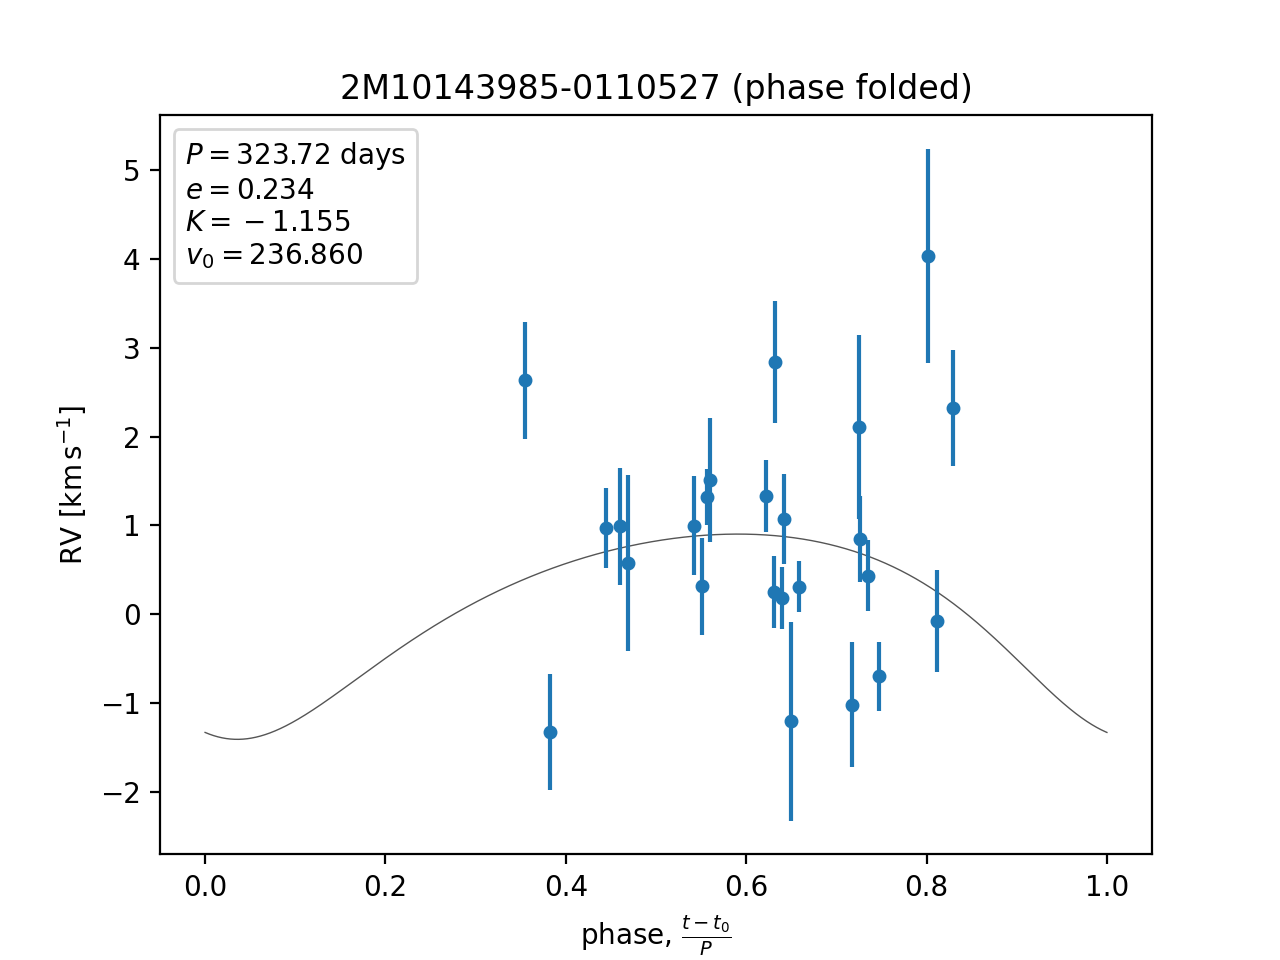 2M10143985-0110527 (phase folded)
P = 323.72 days
e = 0.234
K = −1.155
v₀ = 236.860
5
4
3
2
1
0
−1
−2
RV [km s⁻¹]
0.0 0.2 0.4 0.6 0.8 1.0
phase, (t − t₀)/P